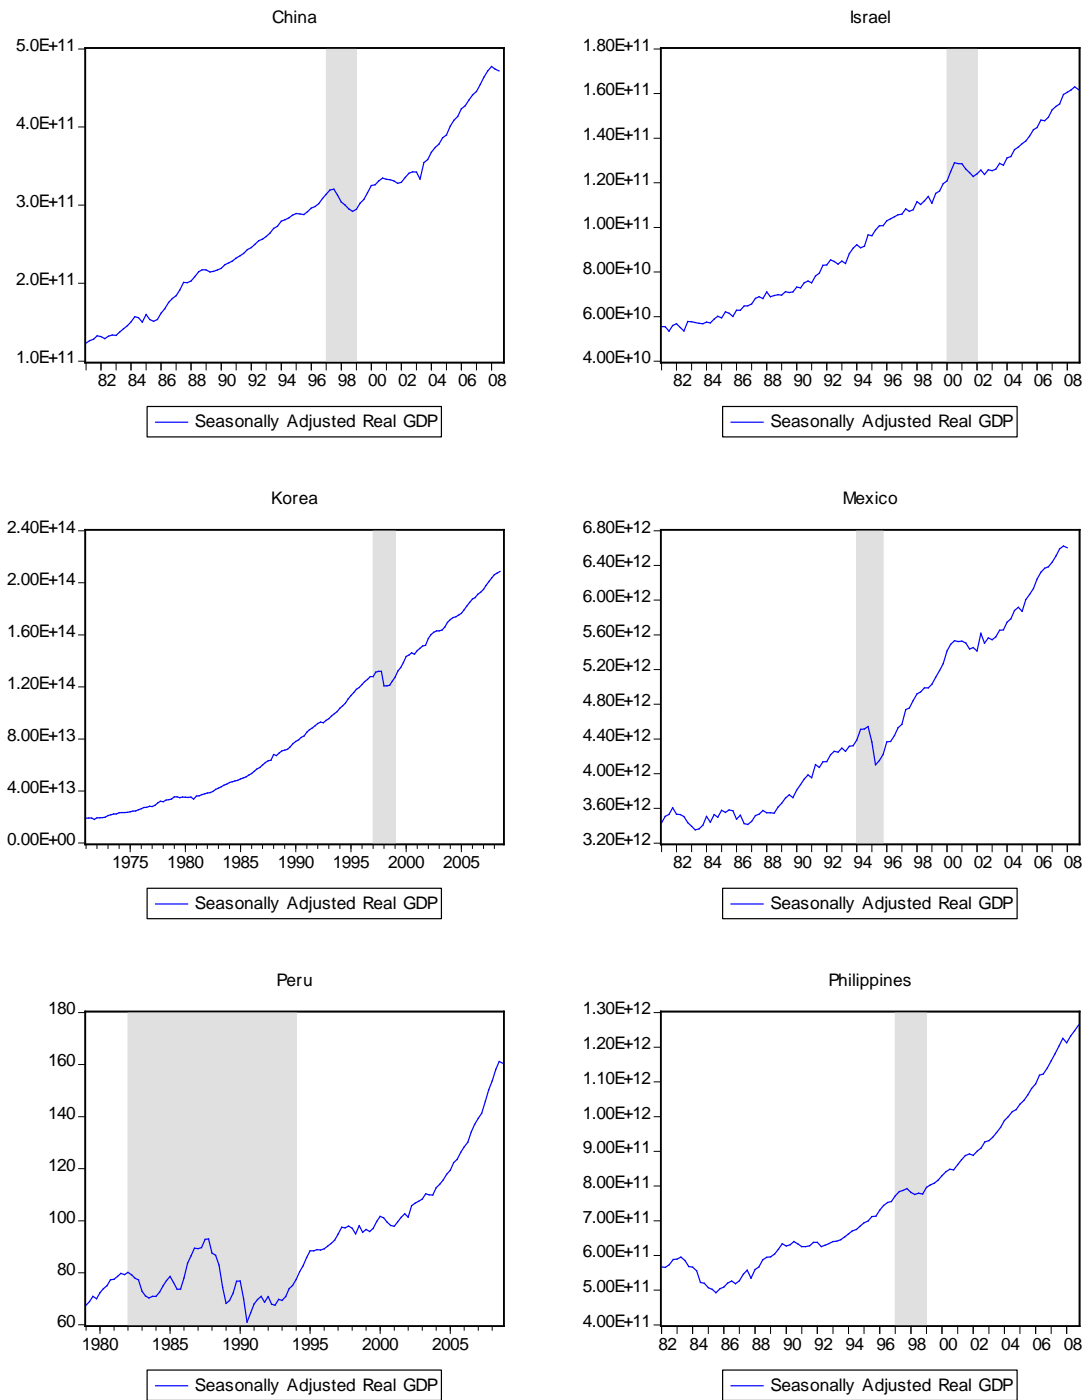 China
5.0E+11
4.0E+11
3.0E+11
2.0E+11
1.0E+11
82 84 86 88 90 92 94 96 98 00 02 04 06 08
Seasonally Adjusted Real GDP
Israel
1.80E+11
1.60E+11
1.40E+11
1.20E+11
1.00E+11
8.00E+10
6.00E+10
4.00E+10
82 84 86 88 90 92 94 96 98 00 02 04 06 08
Seasonally Adjusted Real GDP
Korea
2.40E+14
2.00E+14
1.60E+14
1.20E+14
8.00E+13
4.00E+13
0.00E+00
1975 1980 1985 1990 1995 2000 2005
Seasonally Adjusted Real GDP
Mexico
6.80E+12
6.40E+12
6.00E+12
5.60E+12
5.20E+12
4.80E+12
4.40E+12
4.00E+12
3.60E+12
3.20E+12
82 84 86 88 90 92 94 96 98 00 02 04 06 08
Seasonally Adjusted Real GDP
Peru
180
160
140
120
100
80
60
1980 1985 1990 1995 2000 2005
Seasonally Adjusted Real GDP
Philippines
1.30E+12
1.20E+12
1.10E+12
1.00E+12
9.00E+11
8.00E+11
7.00E+11
6.00E+11
5.00E+11
4.00E+11
82 84 86 88 90 92 94 96 98 00 02 04 06 08
Seasonally Adjusted Real GDP